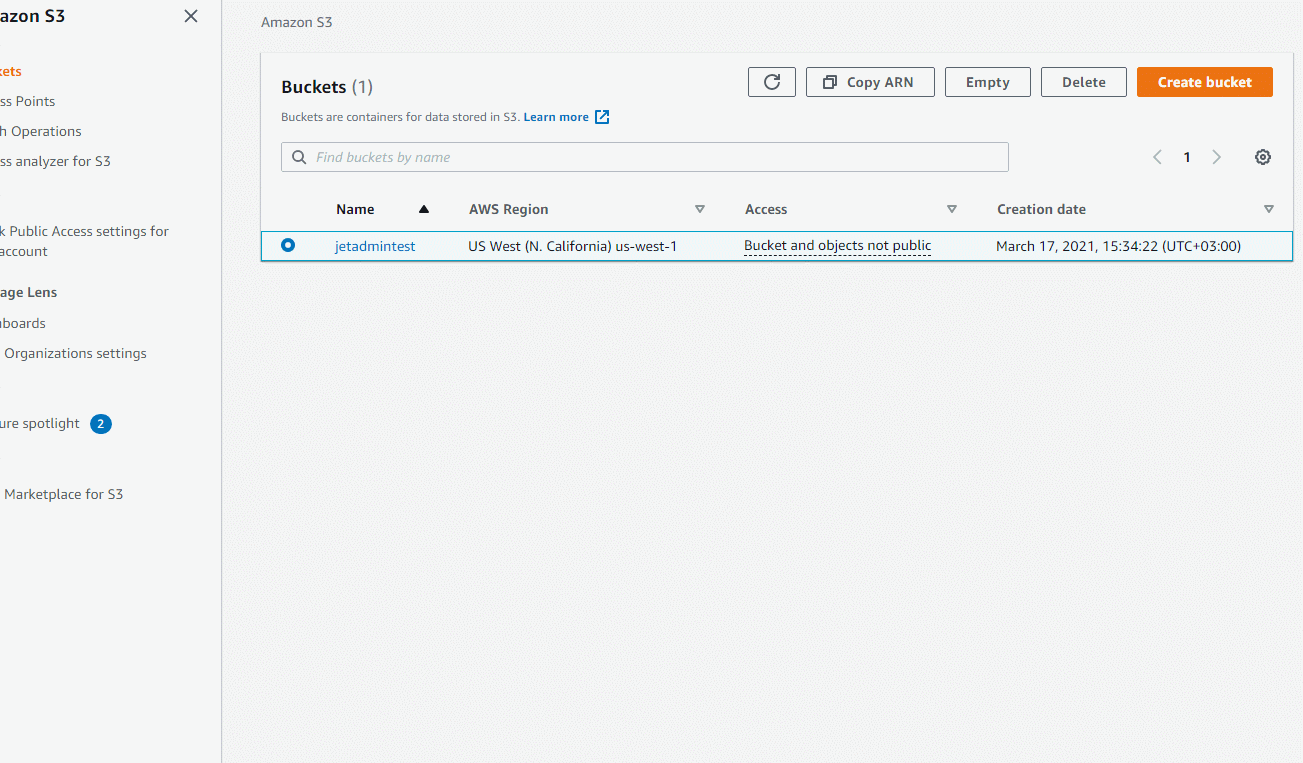 azon S3
kets
ss Points
h Operations
ss analyzer for S3
k Public Access settings for
account
age Lens
boards
Organizations settings
ure spotlight 2
Marketplace for S3
Amazon S3
Buckets (1)
Copy ARN Empty Delete Create bucket
Buckets are containers for data stored in S3. Learn more
Find buckets by name
1
Name AWS Region Access Creation date
jetadmintest US West (N. California) us-west-1 Bucket and objects not public March 17, 2021, 15:34:22 (UTC+03:00)